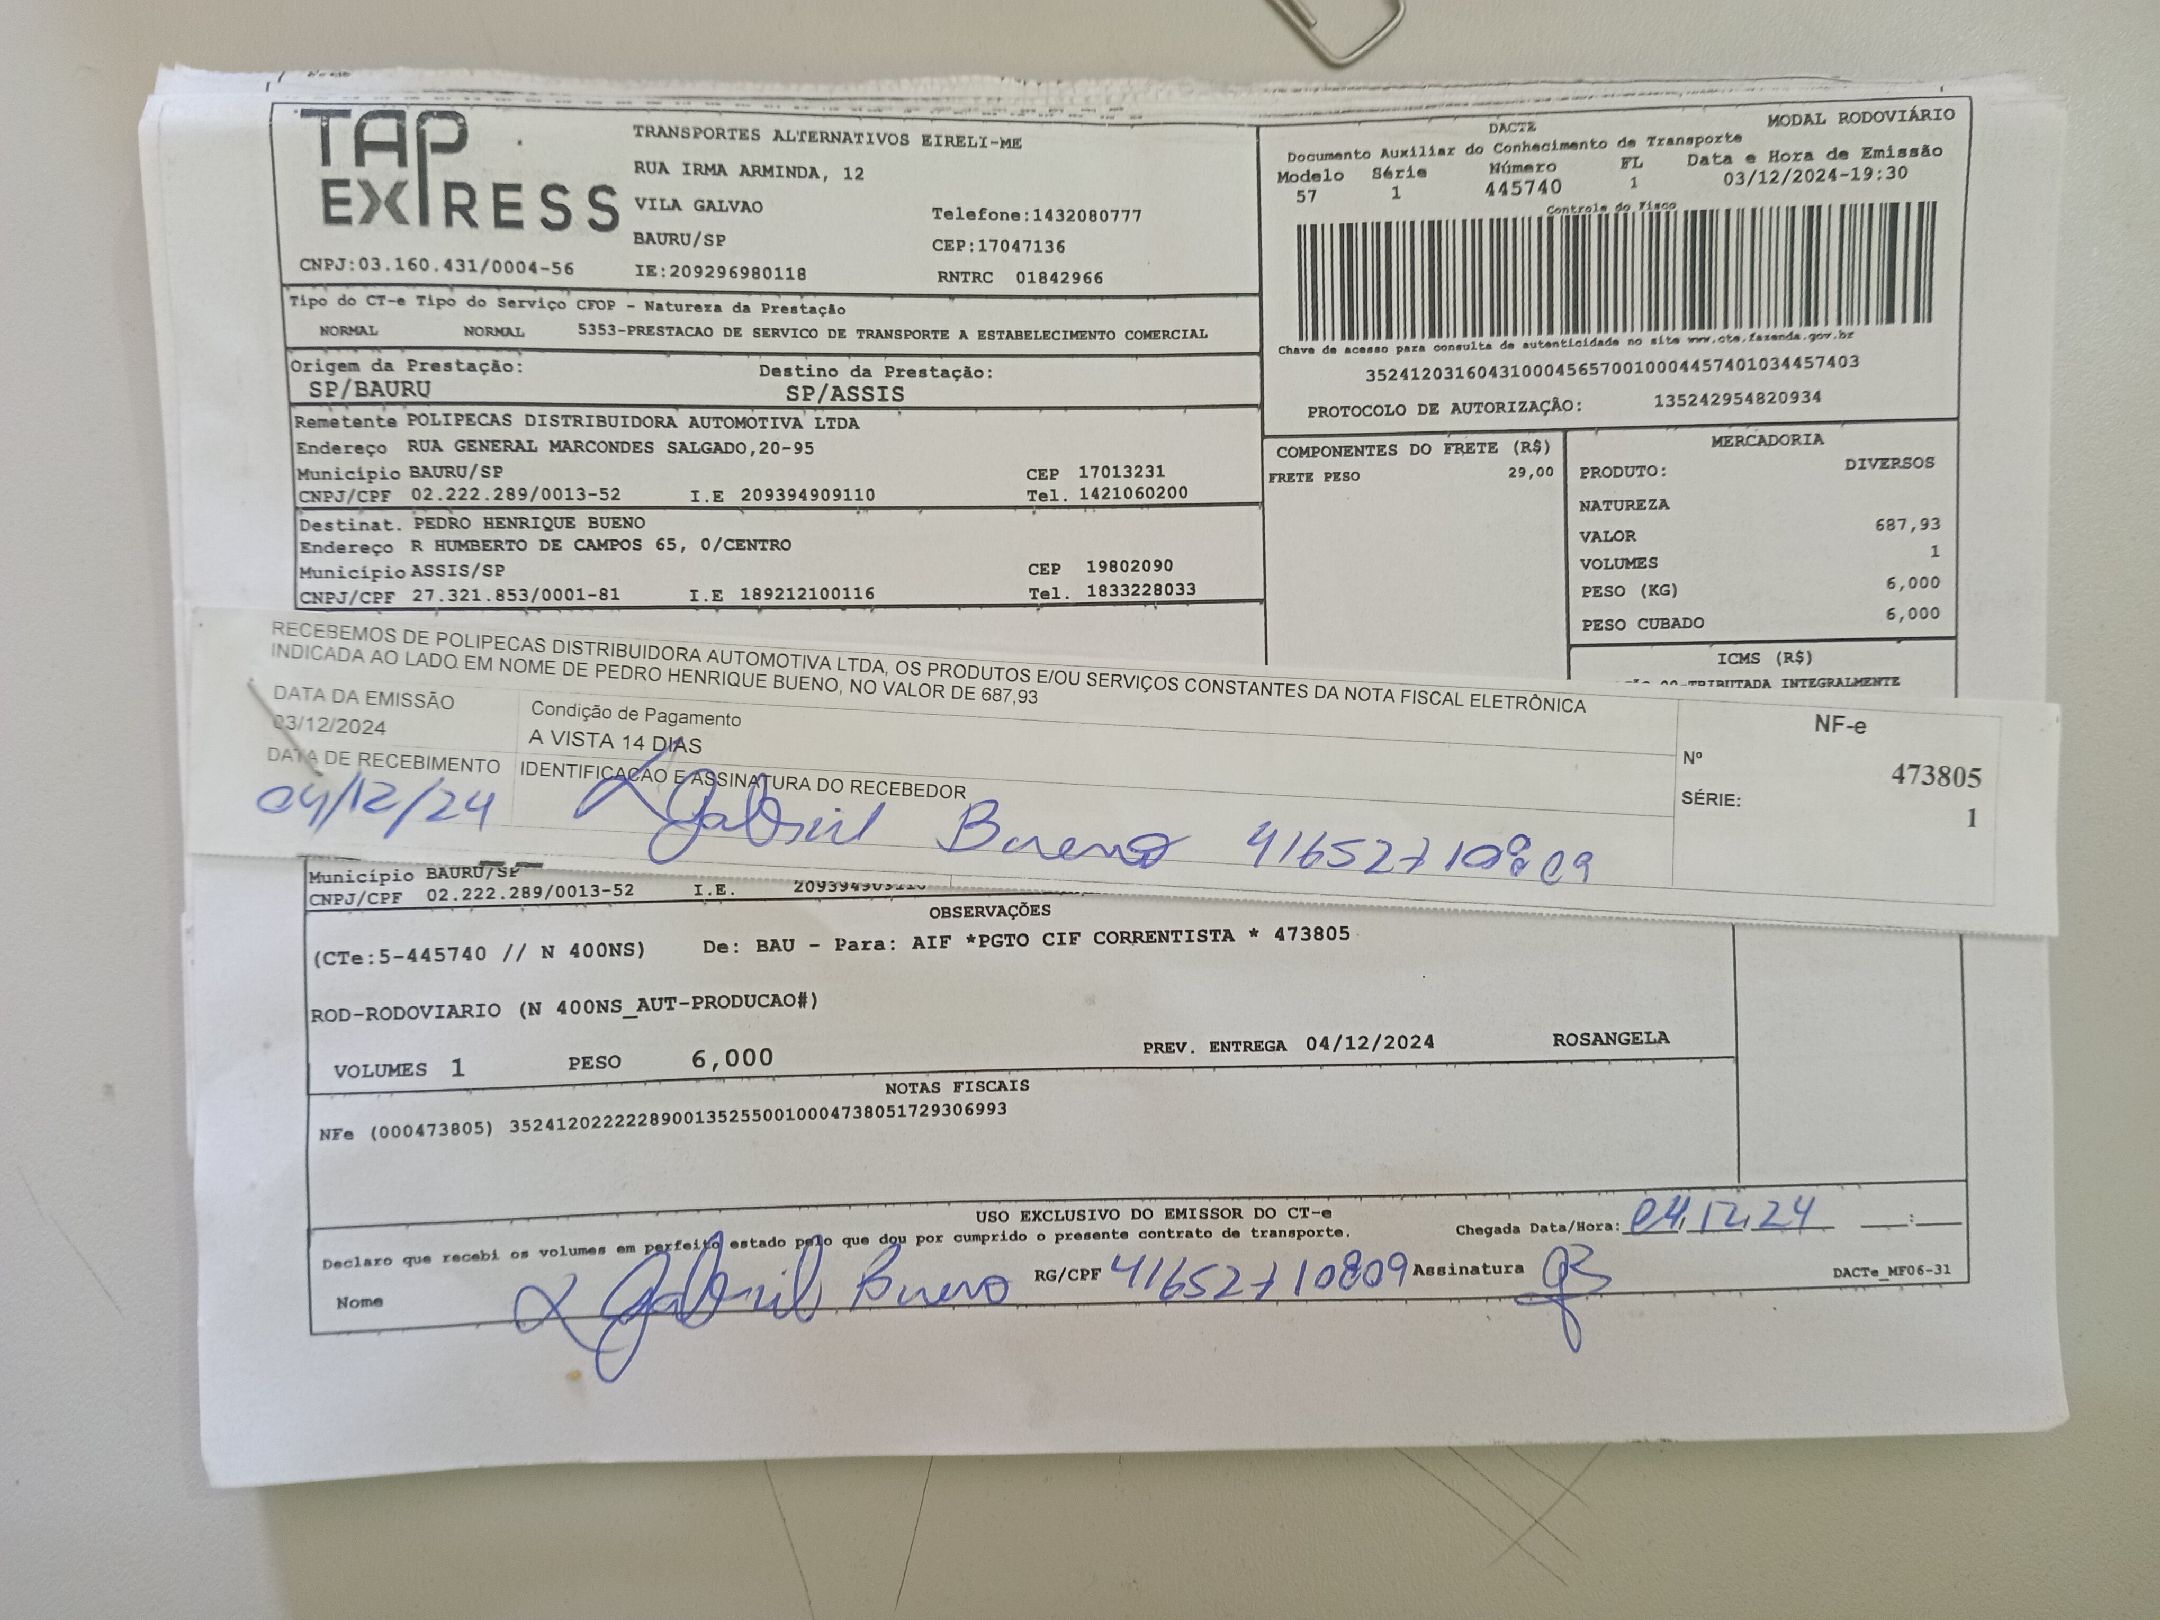 TAP
EXPRESS
CNPJ:03.160.431/0004-56
TRANSPORTES ALTERNATIVOS EIRELI-ME
RUA IRMA ARMINDA, 12
VILA GALVAO
Telefone:1432080777
BAURU/SP
CEP:17047136
IE:209296980118
RNTRC 01842966
DACTE
MODAL RODOVIÁRIO
Documento Auxiliar do Conhecimento de Transporte
Modelo Série Número FL Data e Hora de Emissão
57 1 445740 1 03/12/2024-19:30
Controle do Fisco
Chave de acesso para consulta de autenticidade no site www.cte.fazenda.gov.br
35241203160431000456570010004457401034457403
PROTOCOLO DE AUTORIZAÇÃO: 135242954820934
Tipo do CT-e Tipo do Serviço CFOP - Natureza da Prestação
NORMAL NORMAL 5353-PRESTACAO DE SERVICO DE TRANSPORTE A ESTABELECIMENTO COMERCIAL
Origem da Prestação: Destino da Prestação:
SP/BAURU SP/ASSIS
Remetente POLIPECAS DISTRIBUIDORA AUTOMOTIVA LTDA
Endereço RUA GENERAL MARCONDES SALGADO,20-95
Município BAURU/SP CEP 17013231
CNPJ/CPF 02.222.289/0013-52 I.E 209394909110 Tel. 1421060200
Destinat. PEDRO HENRIQUE BUENO
Endereço R HUMBERTO DE CAMPOS 65, 0/CENTRO
Município ASSIS/SP CEP 19802090
CNPJ/CPF 27.321.853/0001-81 I.E 189212100116 Tel. 1833228033
COMPONENTES DO FRETE (R$)
FRETE PESO 29,00
MERCADORIA
PRODUTO: DIVERSOS
NATUREZA
VALOR 687,93
VOLUMES 1
PESO (KG) 6,000
PESO CUBADO 6,000
ICMS (R$)
TRIBUTADA INTEGRALMENTE
RECEBEMOS DE POLIPECAS DISTRIBUIDORA AUTOMOTIVA LTDA, OS PRODUTOS E/OU SERVIÇOS CONSTANTES DA NOTA FISCAL ELETRÔNICA
INDICADA AO LADO EM NOME DE PEDRO HENRIQUE BUENO, NO VALOR DE 687,93
DATA DA EMISSÃO
03/12/2024
Condição de Pagamento
A VISTA 14 DIAS
DATA DE RECEBIMENTO
04/12/24
IDENTIFICACAO E ASSINATURA DO RECEBEDOR
Gabriel Bueno
NF-e
Nº 473805
SÉRIE: 1
Município BAURU/SP
CNPJ/CPF 02.222.289/0013-52 I.E. 209394909110
OBSERVAÇÕES
(CTe:5-445740 // N 400NS) De: BAU - Para: AIF *PGTO CIF CORRENTISTA * 473805
ROD-RODOVIARIO (N 400NS_AUT-PRODUCAO#)
VOLUMES 1 PESO 6,000 PREV. ENTREGA 04/12/2024 ROSANGELA
NOTAS FISCAIS
NFe (000473805) 35241202222289001352550010004738051729306993
USO EXCLUSIVO DO EMISSOR DO CT-e
Declaro que recebi os volumes em perfeito estado pelo que dou por cumprido o presente contrato de transporte.
Chegada Data/Hora: 04.12.24
Nome Gabriel Bueno RG/CPF 41652710809 Assinatura GB
DACTe_MF06-31